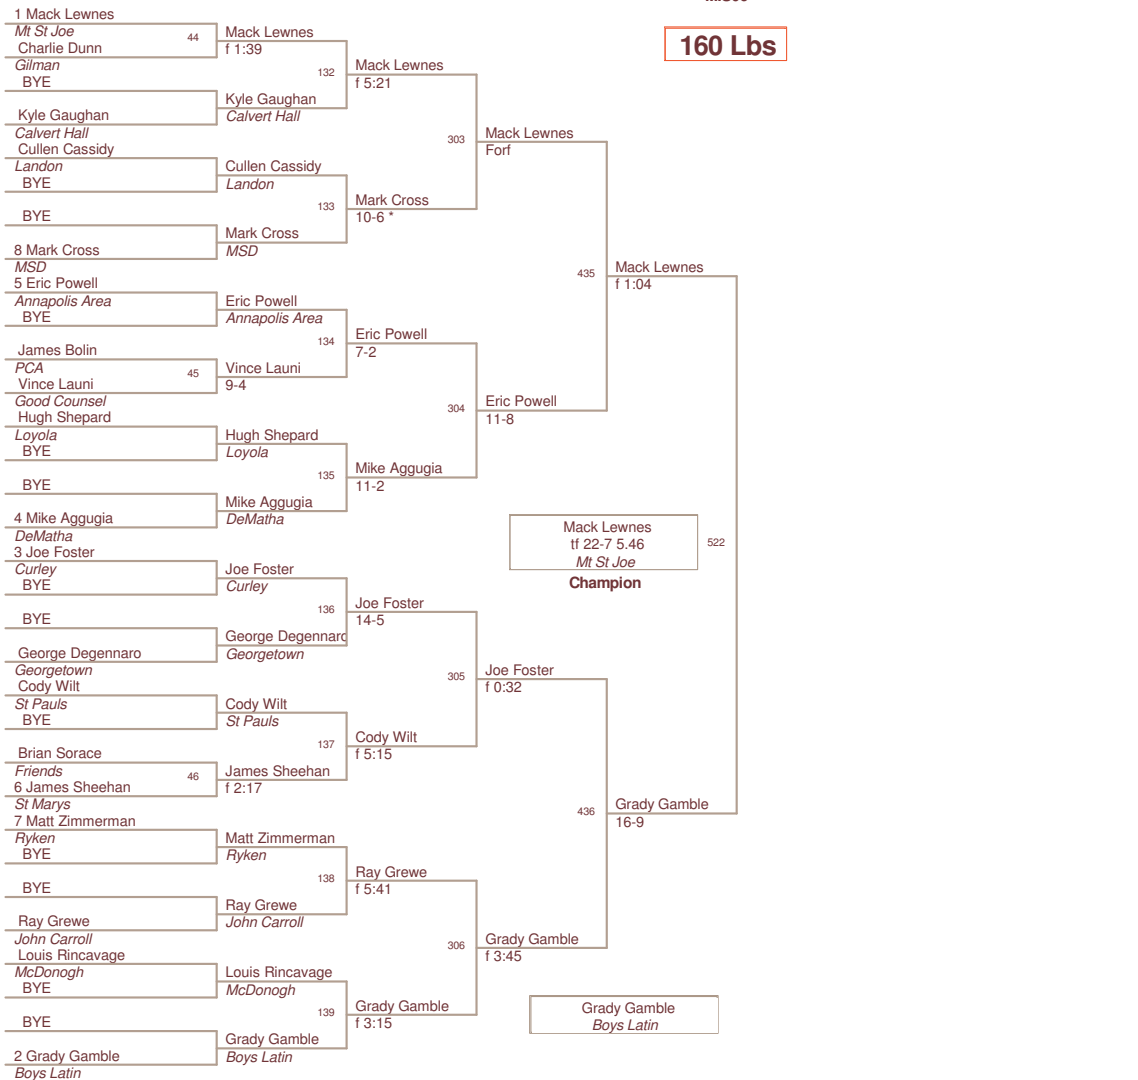 160 Lbs
1 Mack Lewnes
Mt St Joe
Charlie Dunn
Gilman
BYE
Kyle Gaughan
Calvert Hall
Cullen Cassidy
Landon
BYE
BYE
8 Mark Cross
MSD
5 Eric Powell
Annapolis Area
BYE
James Bolin
PCA
Vince Launi
Good Counsel
Hugh Shepard
Loyola
BYE
BYE
4 Mike Aggugia
DeMatha
3 Joe Foster
Curley
BYE
BYE
George Degennaro
Georgetown
Cody Wilt
St Pauls
BYE
Brian Sorace
Friends
6 James Sheehan
St Marys
7 Matt Zimmerman
Ryken
BYE
BYE
Ray Grewe
John Carroll
Louis Rincavage
McDonogh
BYE
BYE
2 Grady Gamble
Boys Latin
44
45
46
Mack Lewnes
f 1:39
Kyle Gaughan
Calvert Hall
Cullen Cassidy
Landon
Mark Cross
MSD
Eric Powell
Annapolis Area
Vince Launi
9-4
Hugh Shepard
Loyola
Mike Aggugia
DeMatha
Joe Foster
Curley
George Degennaro
Georgetown
Cody Wilt
St Pauls
James Sheehan
f 2:17
Matt Zimmerman
Ryken
Ray Grewe
John Carroll
Louis Rincavage
McDonogh
Grady Gamble
Boys Latin
132
133
134
135
136
137
138
139
Mack Lewnes
f 5:21
Mark Cross
10-6 *
Eric Powell
7-2
Mike Aggugia
11-2
Joe Foster
14-5
Cody Wilt
f 5:15
Ray Grewe
f 5:41
Grady Gamble
f 3:15
303
304
305
306
Mack Lewnes
Forf
Eric Powell
11-8
Joe Foster
f 0:32
Grady Gamble
f 3:45
435
436
Mack Lewnes
f 1:04
Grady Gamble
16-9
522
Mack Lewnes
tf 22-7 5.46
Mt St Joe
Champion
Grady Gamble
Boys Latin